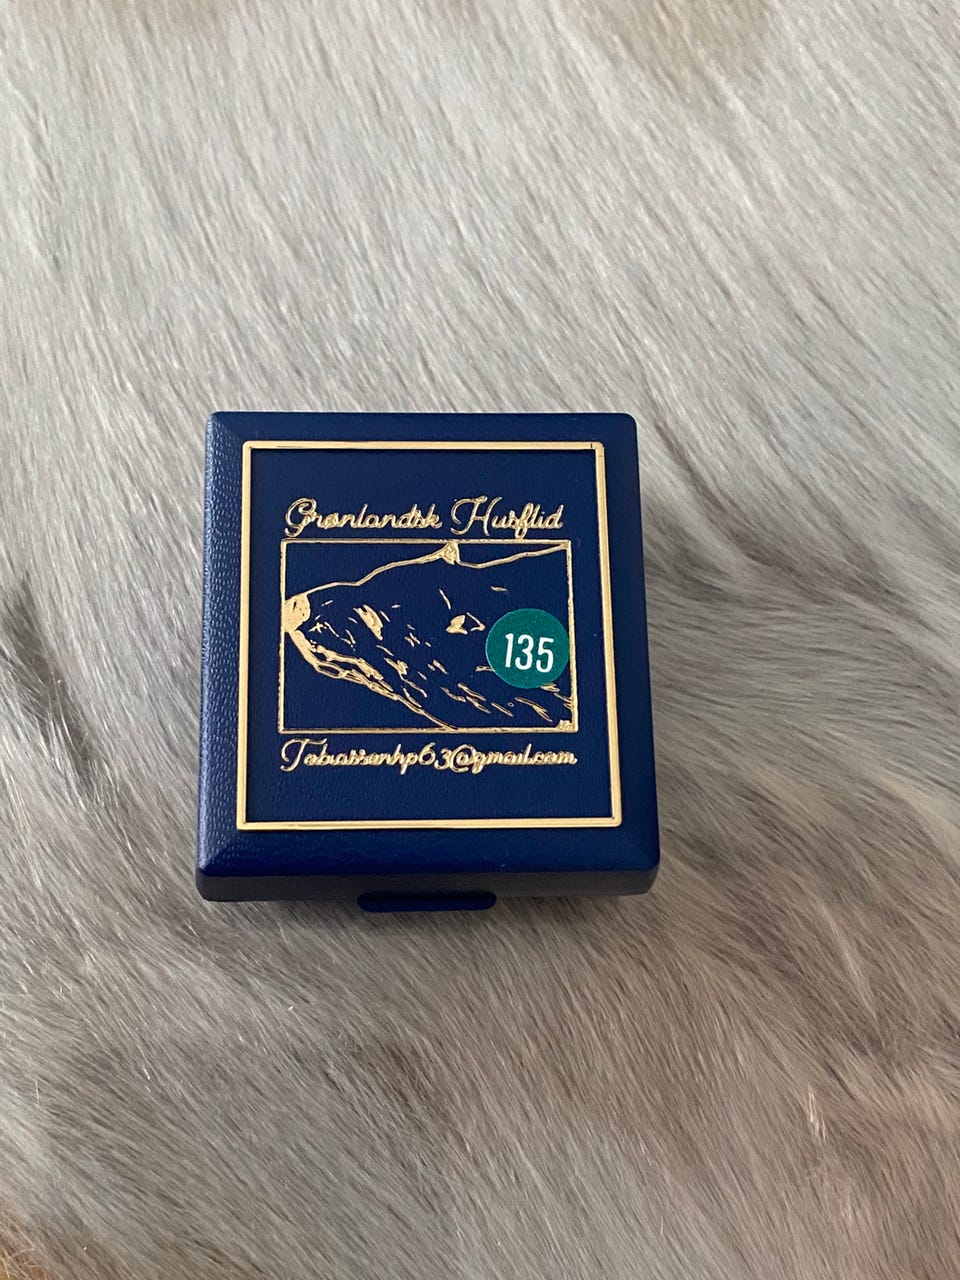 Grønlandsk Husflid
135
Tobiassenhp63@gmail.com